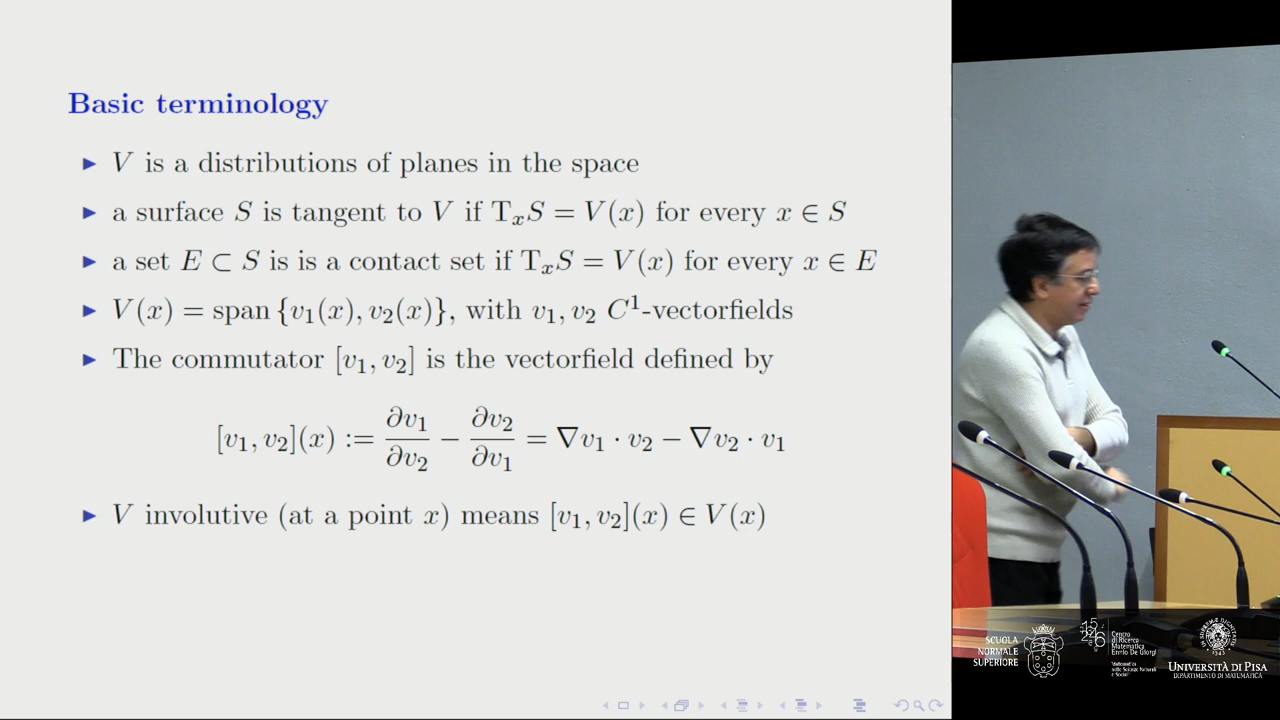 Basic terminology
▶ V is a distributions of planes in the space
▶ a surface S is tangent to V if TₓS = V(x) for every x ∈ S
▶ a set E ⊂ S is is a contact set if TₓS = V(x) for every x ∈ E
▶ V(x) = span {v₁(x), v₂(x)}, with v₁, v₂ C¹-vectorfields
▶ The commutator [v₁, v₂] is the vectorfield defined by
[v₁, v₂](x) := ∂v₁/∂v₂ − ∂v₂/∂v₁ = ∇v₁ · v₂ − ∇v₂ · v₁
▶ V involutive (at a point x) means [v₁, v₂](x) ∈ V(x)
SCUOLA
NORMALE
SUPERIORE
Centro
di Ricerca
Matematica
Ennio De Giorgi
UNIVERSITÀ DI PISA
DIPARTIMENTO DI MATEMATICA